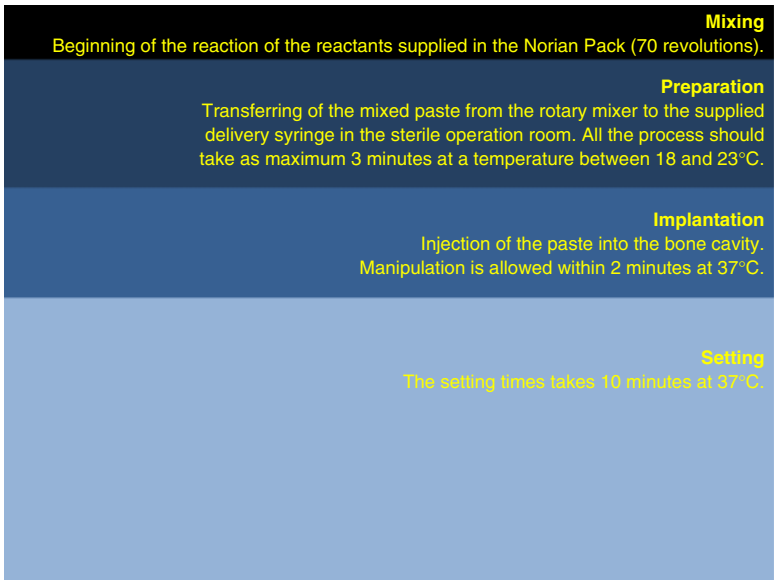 Mixing
Beginning of the reaction of the reactants supplied in the Norian Pack (70 revolutions).
Preparation
Transferring of the mixed paste from the rotary mixer to the supplied
delivery syringe in the sterile operation room. All the process should
take as maximum 3 minutes at a temperature between 18 and 23°C.
Implantation
Injection of the paste into the bone cavity.
Manipulation is allowed within 2 minutes at 37°C.
Setting
The setting times takes 10 minutes at 37°C.